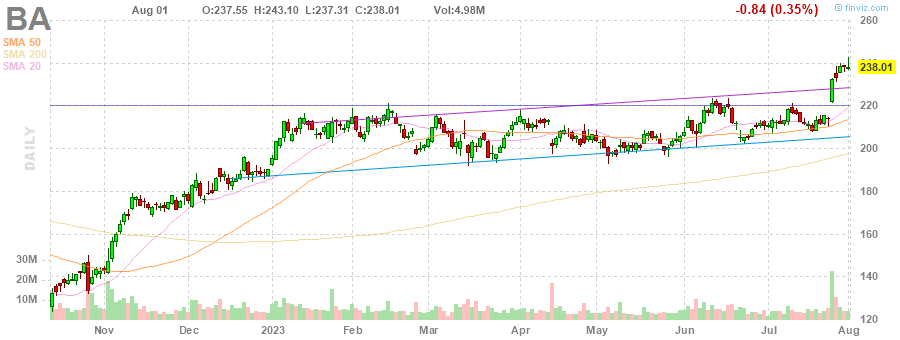 BA
Aug 01 O:237.55 H:243.10 L:237.31 C:238.01 Vol:4.98M -0.84 (0.35%)
finviz.com
SMA 50
SMA 200
SMA 20
DAILY
260
238.01
220
200
180
160
140
120
30M
20M
10M
Nov Dec 2023 Feb Mar Apr May Jun Jul Aug